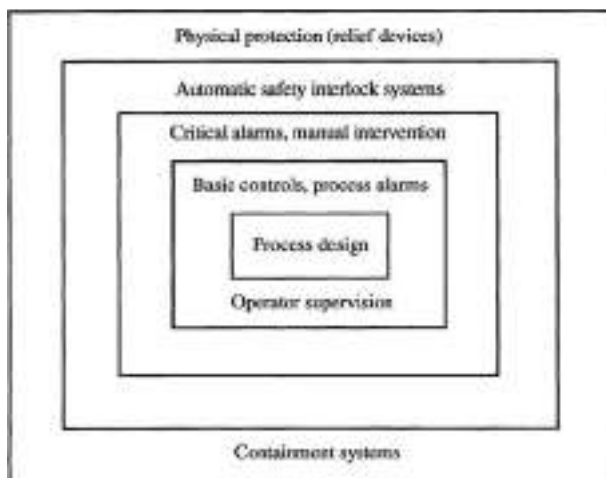 Physical protection (relief devices)
Automatic safety interlock systems
Critical alarms, manual intervention
Basic controls, process alarms
Process design
Operator supervision
Containment systems